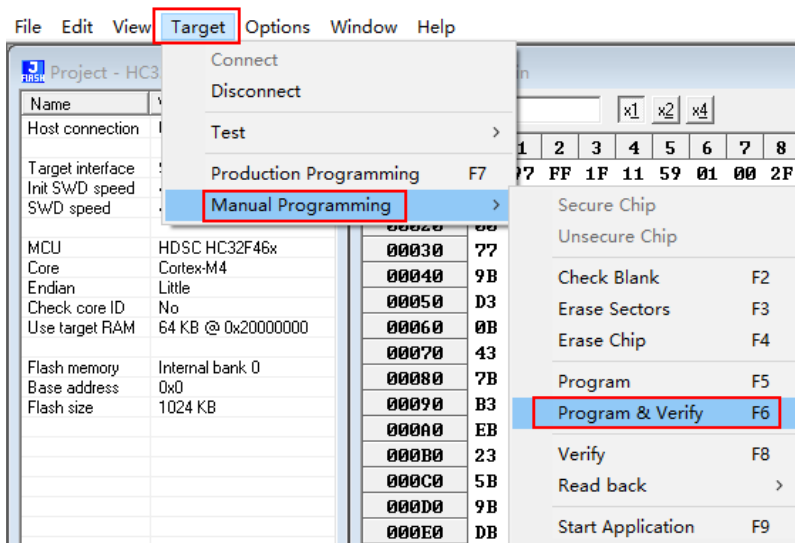 File Edit View Target Options Window Help
Project - HC3
Connect
Disconnect
Test >
Production Programming F7
Manual Programming >
x1 x2 x4
Name
Host connection
Target interface
Init SWD speed
SWD speed
MCU HDSC HC32F46x
Core Cortex-M4
Endian Little
Check core ID No
Use target RAM 64 KB @ 0x20000000
Flash memory Internal bank 0
Base address 0x0
Flash size 1024 KB
1 2 3 4 5 6 7 8
FF 1F 11 59 01 00 2F
00030 77
00040 9B
00050 D3
00060 0B
00070 43
00080 7B
00090 B3
000A0 EB
000B0 23
000C0 5B
000D0 9B
000E0 DB
Secure Chip
Unsecure Chip
Check Blank F2
Erase Sectors F3
Erase Chip F4
Program F5
Program & Verify F6
Verify F8
Read back >
Start Application F9